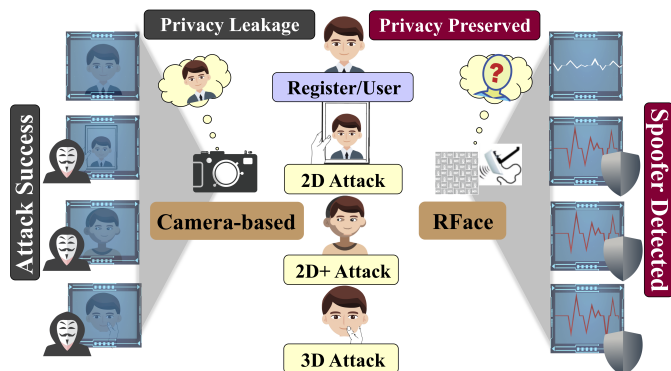 Privacy Leakage
Privacy Preserved
?
Register/User
Attack Success
2D Attack
Camera-based
RFace
2D+ Attack
3D Attack
Spoofer Detected